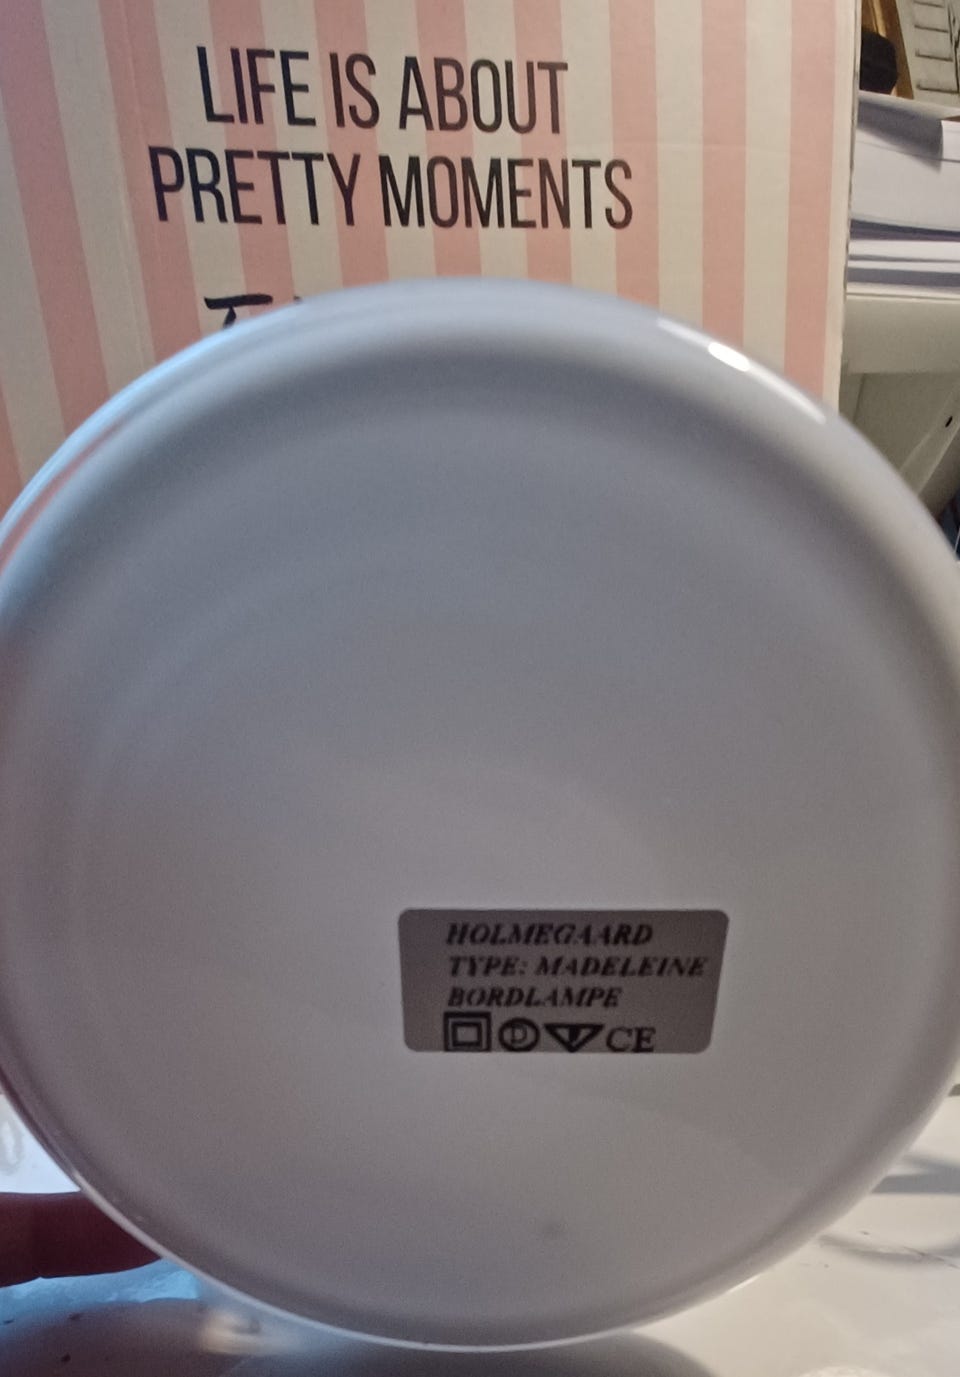 LIFE IS ABOUT
PRETTY MOMENTS
HOLMEGAARD
TYPE: MADELEINE
BORDLAMPE
CE